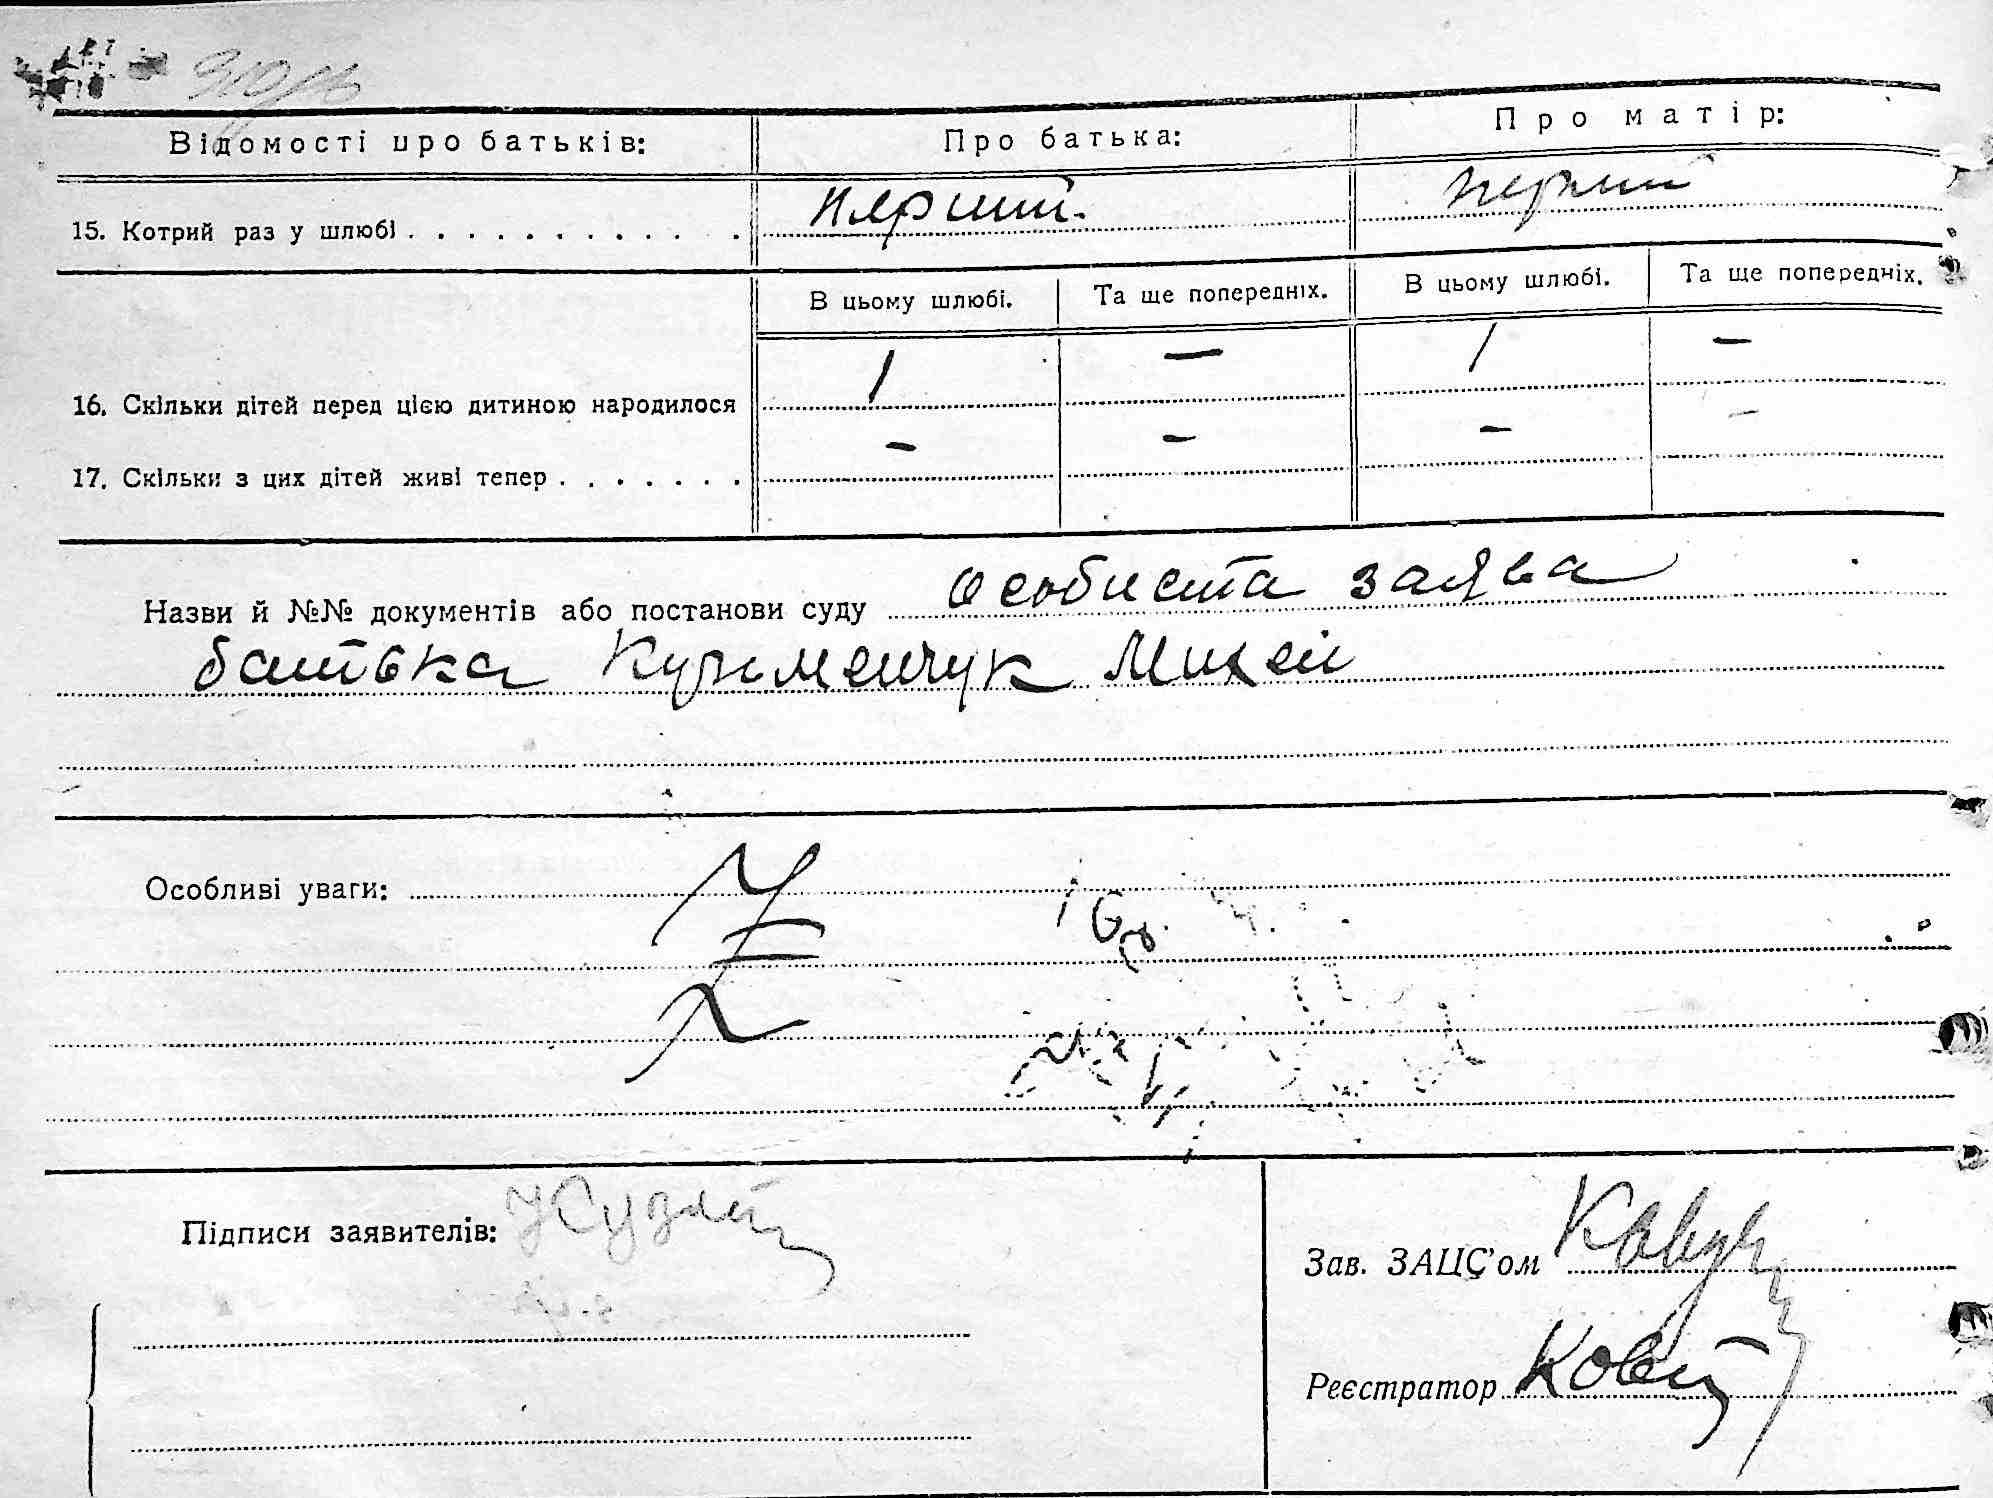 Відомості про батьків: Про батька: Про матір:
15. Котрий раз у шлюбі . . . . . . . . . . . . перший. перший
В цьому шлюбі. Та ще попередніх. В цьому шлюбі. Та ще попередніх.
16. Скільки дітей перед цією дитиною народилося 1 — 1 —
17. Скільки з цих дітей живі тепер . . . . . . . — — — —
Назви й №№ документів або постанови суду особиста заява
батька Кузьменчук Михей
Особливі уваги:
Підписи заявителів:
Зав. ЗАЦС'ом
Реєстратор